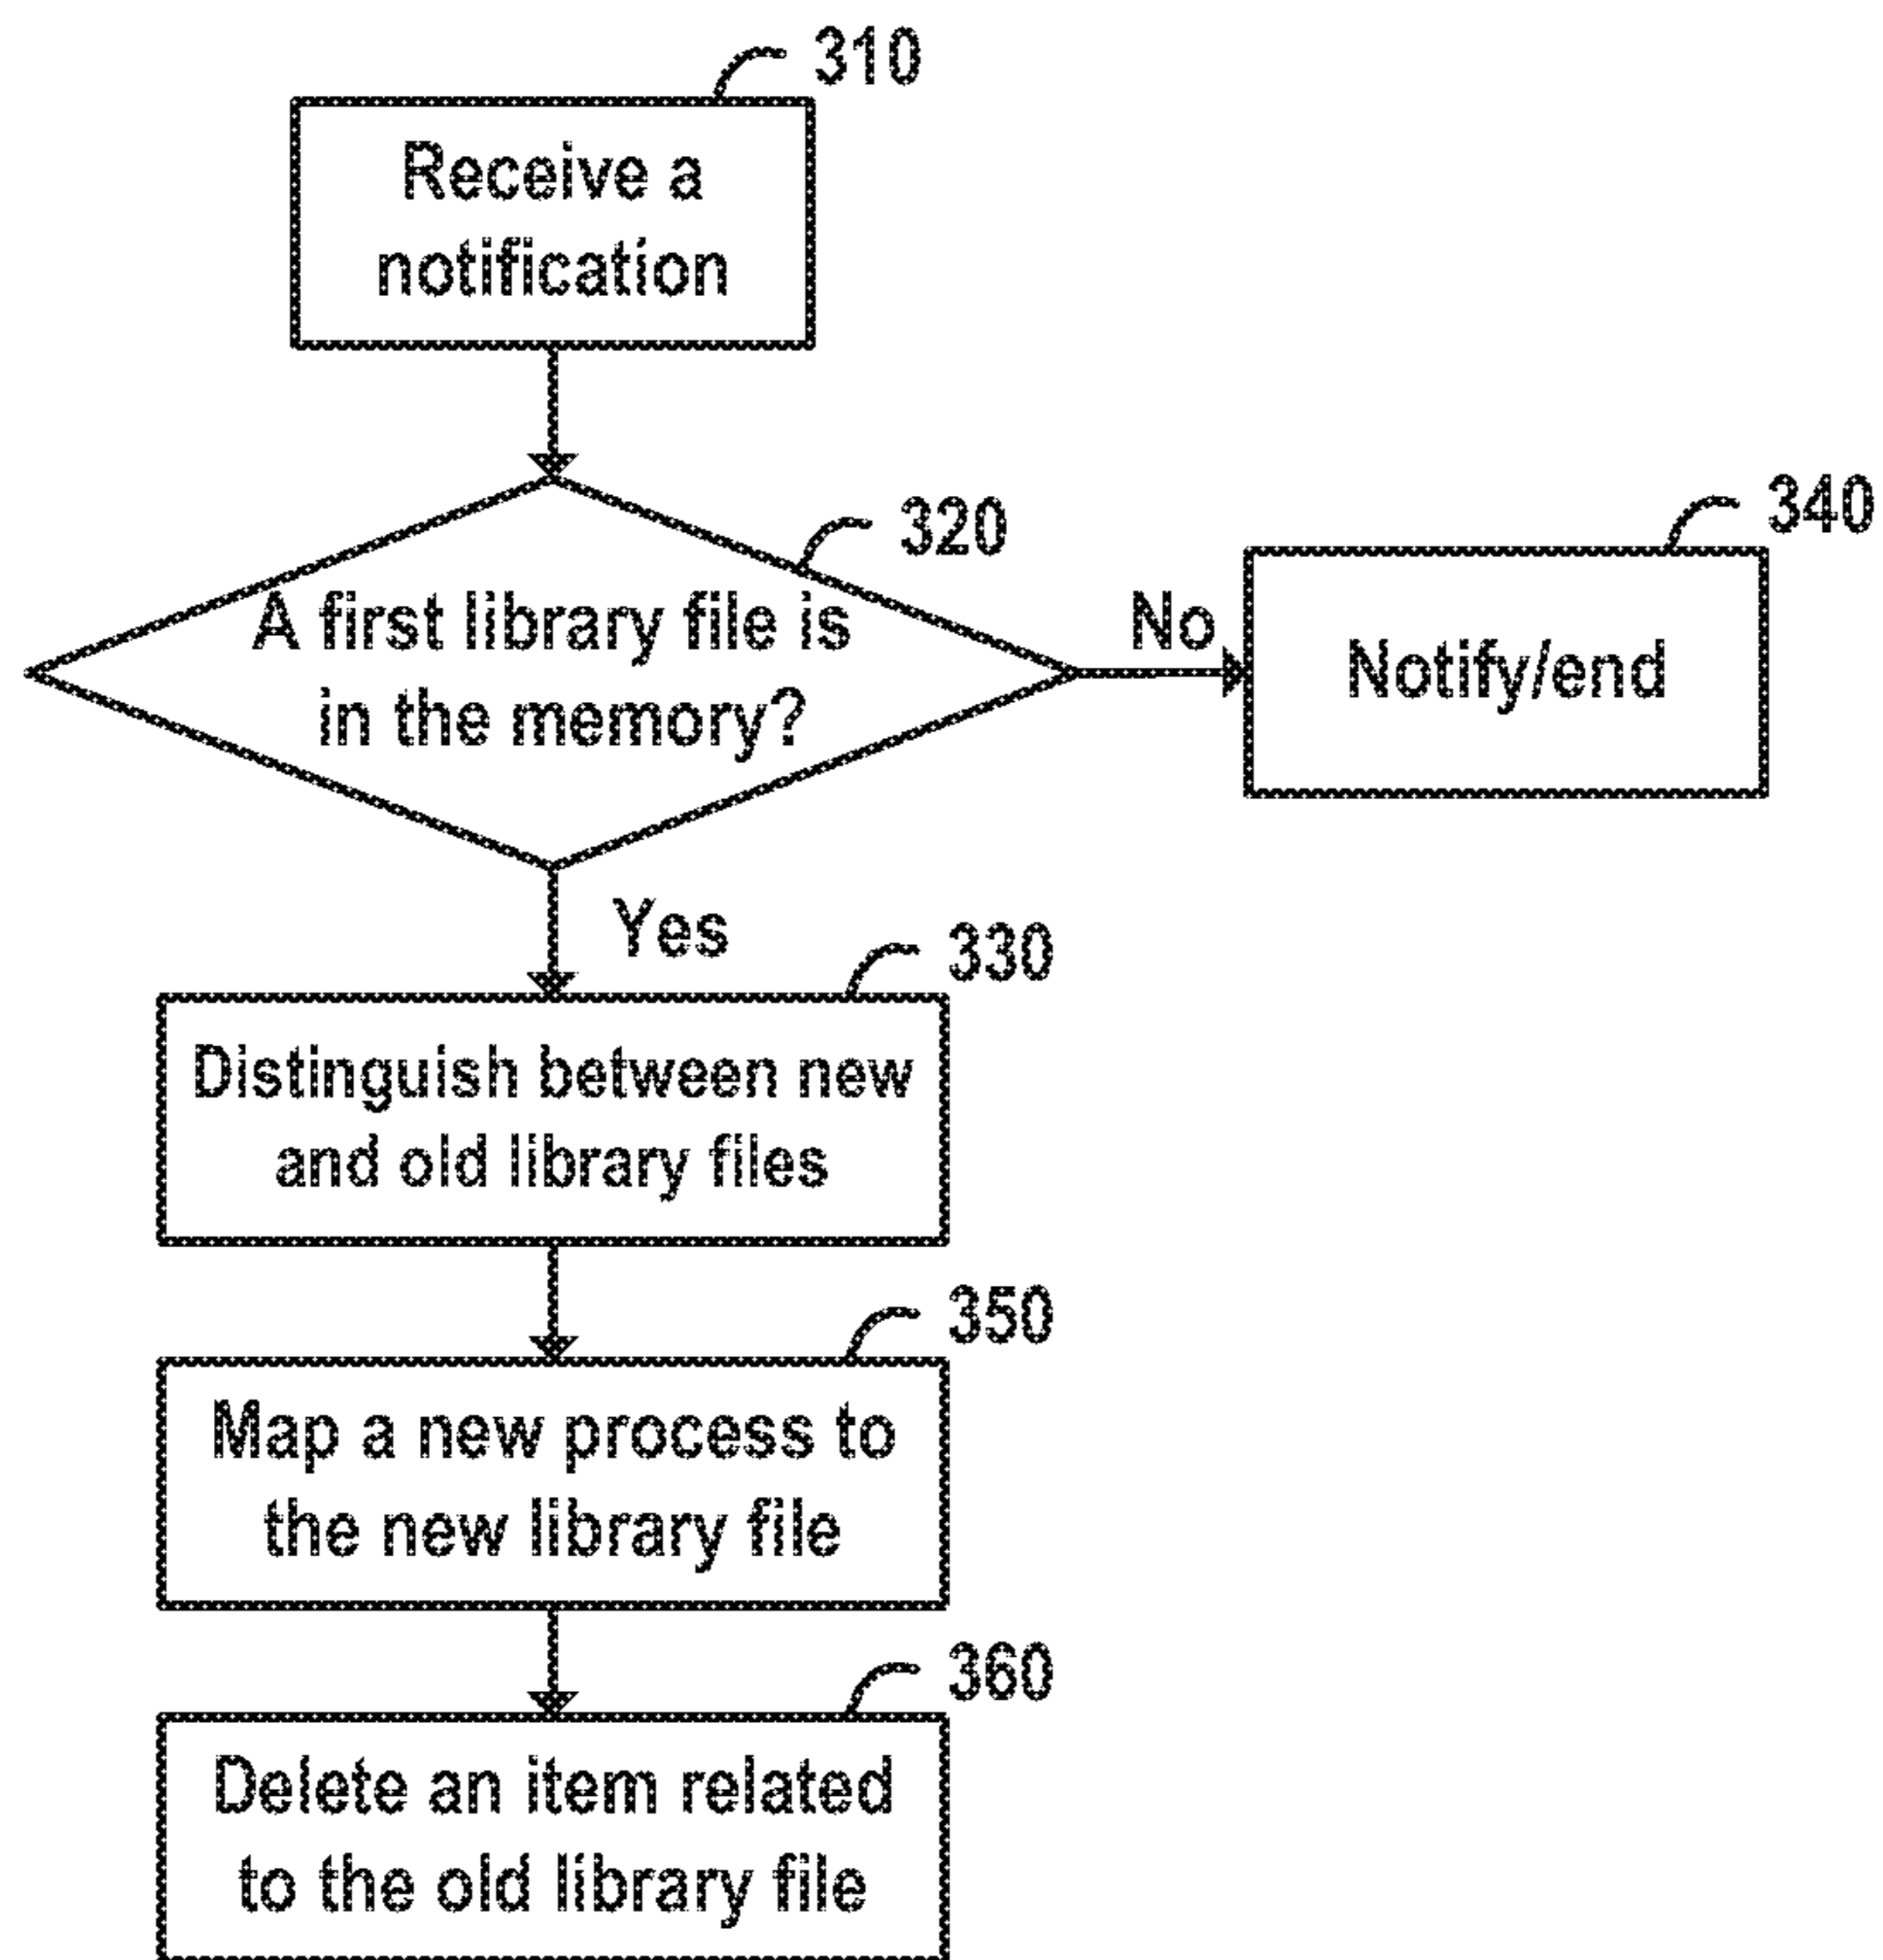 310
Receive a
notification
320
A first library file is
in the memory?
No
340
Notify/end
Yes
330
Distinguish between new
and old library files
350
Map a new process to
the new library file
360
Delete an item related
to the old library file